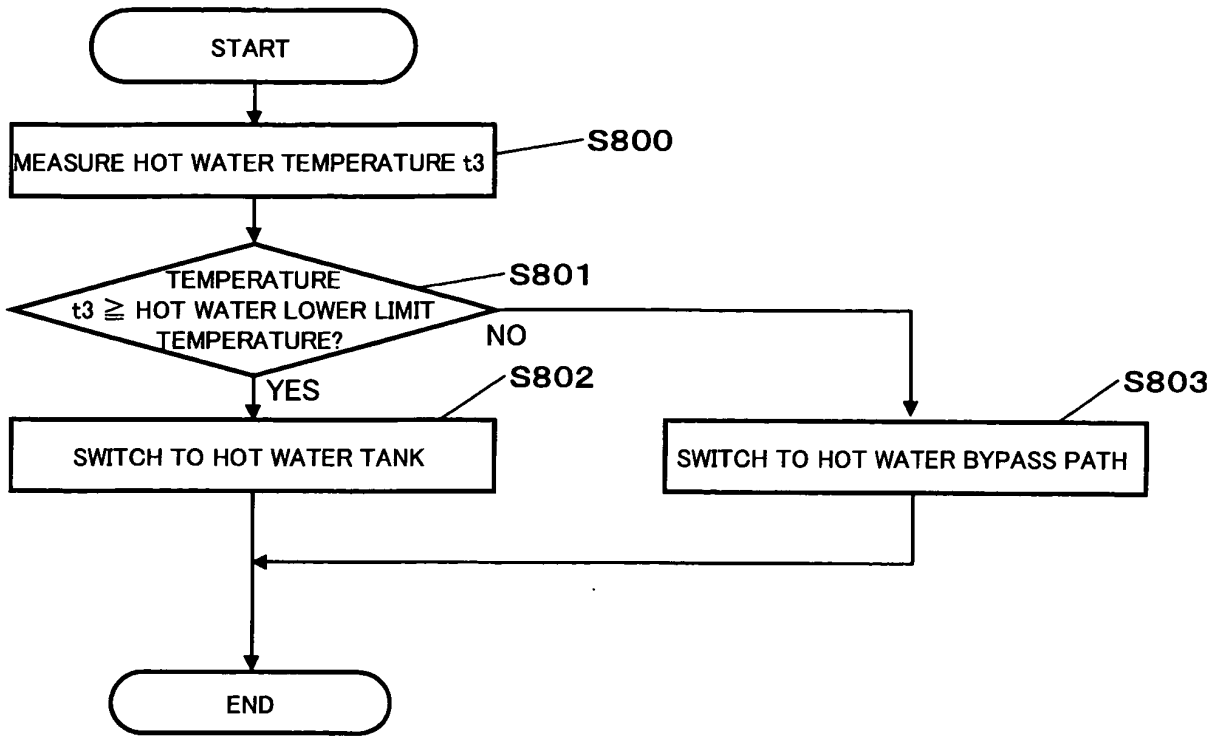 START
MEASURE HOT WATER TEMPERATURE t3
S800
TEMPERATURE
t3 ≧ HOT WATER LOWER LIMIT
TEMPERATURE?
S801
NO
YES
S802
SWITCH TO HOT WATER TANK
S803
SWITCH TO HOT WATER BYPASS PATH
END